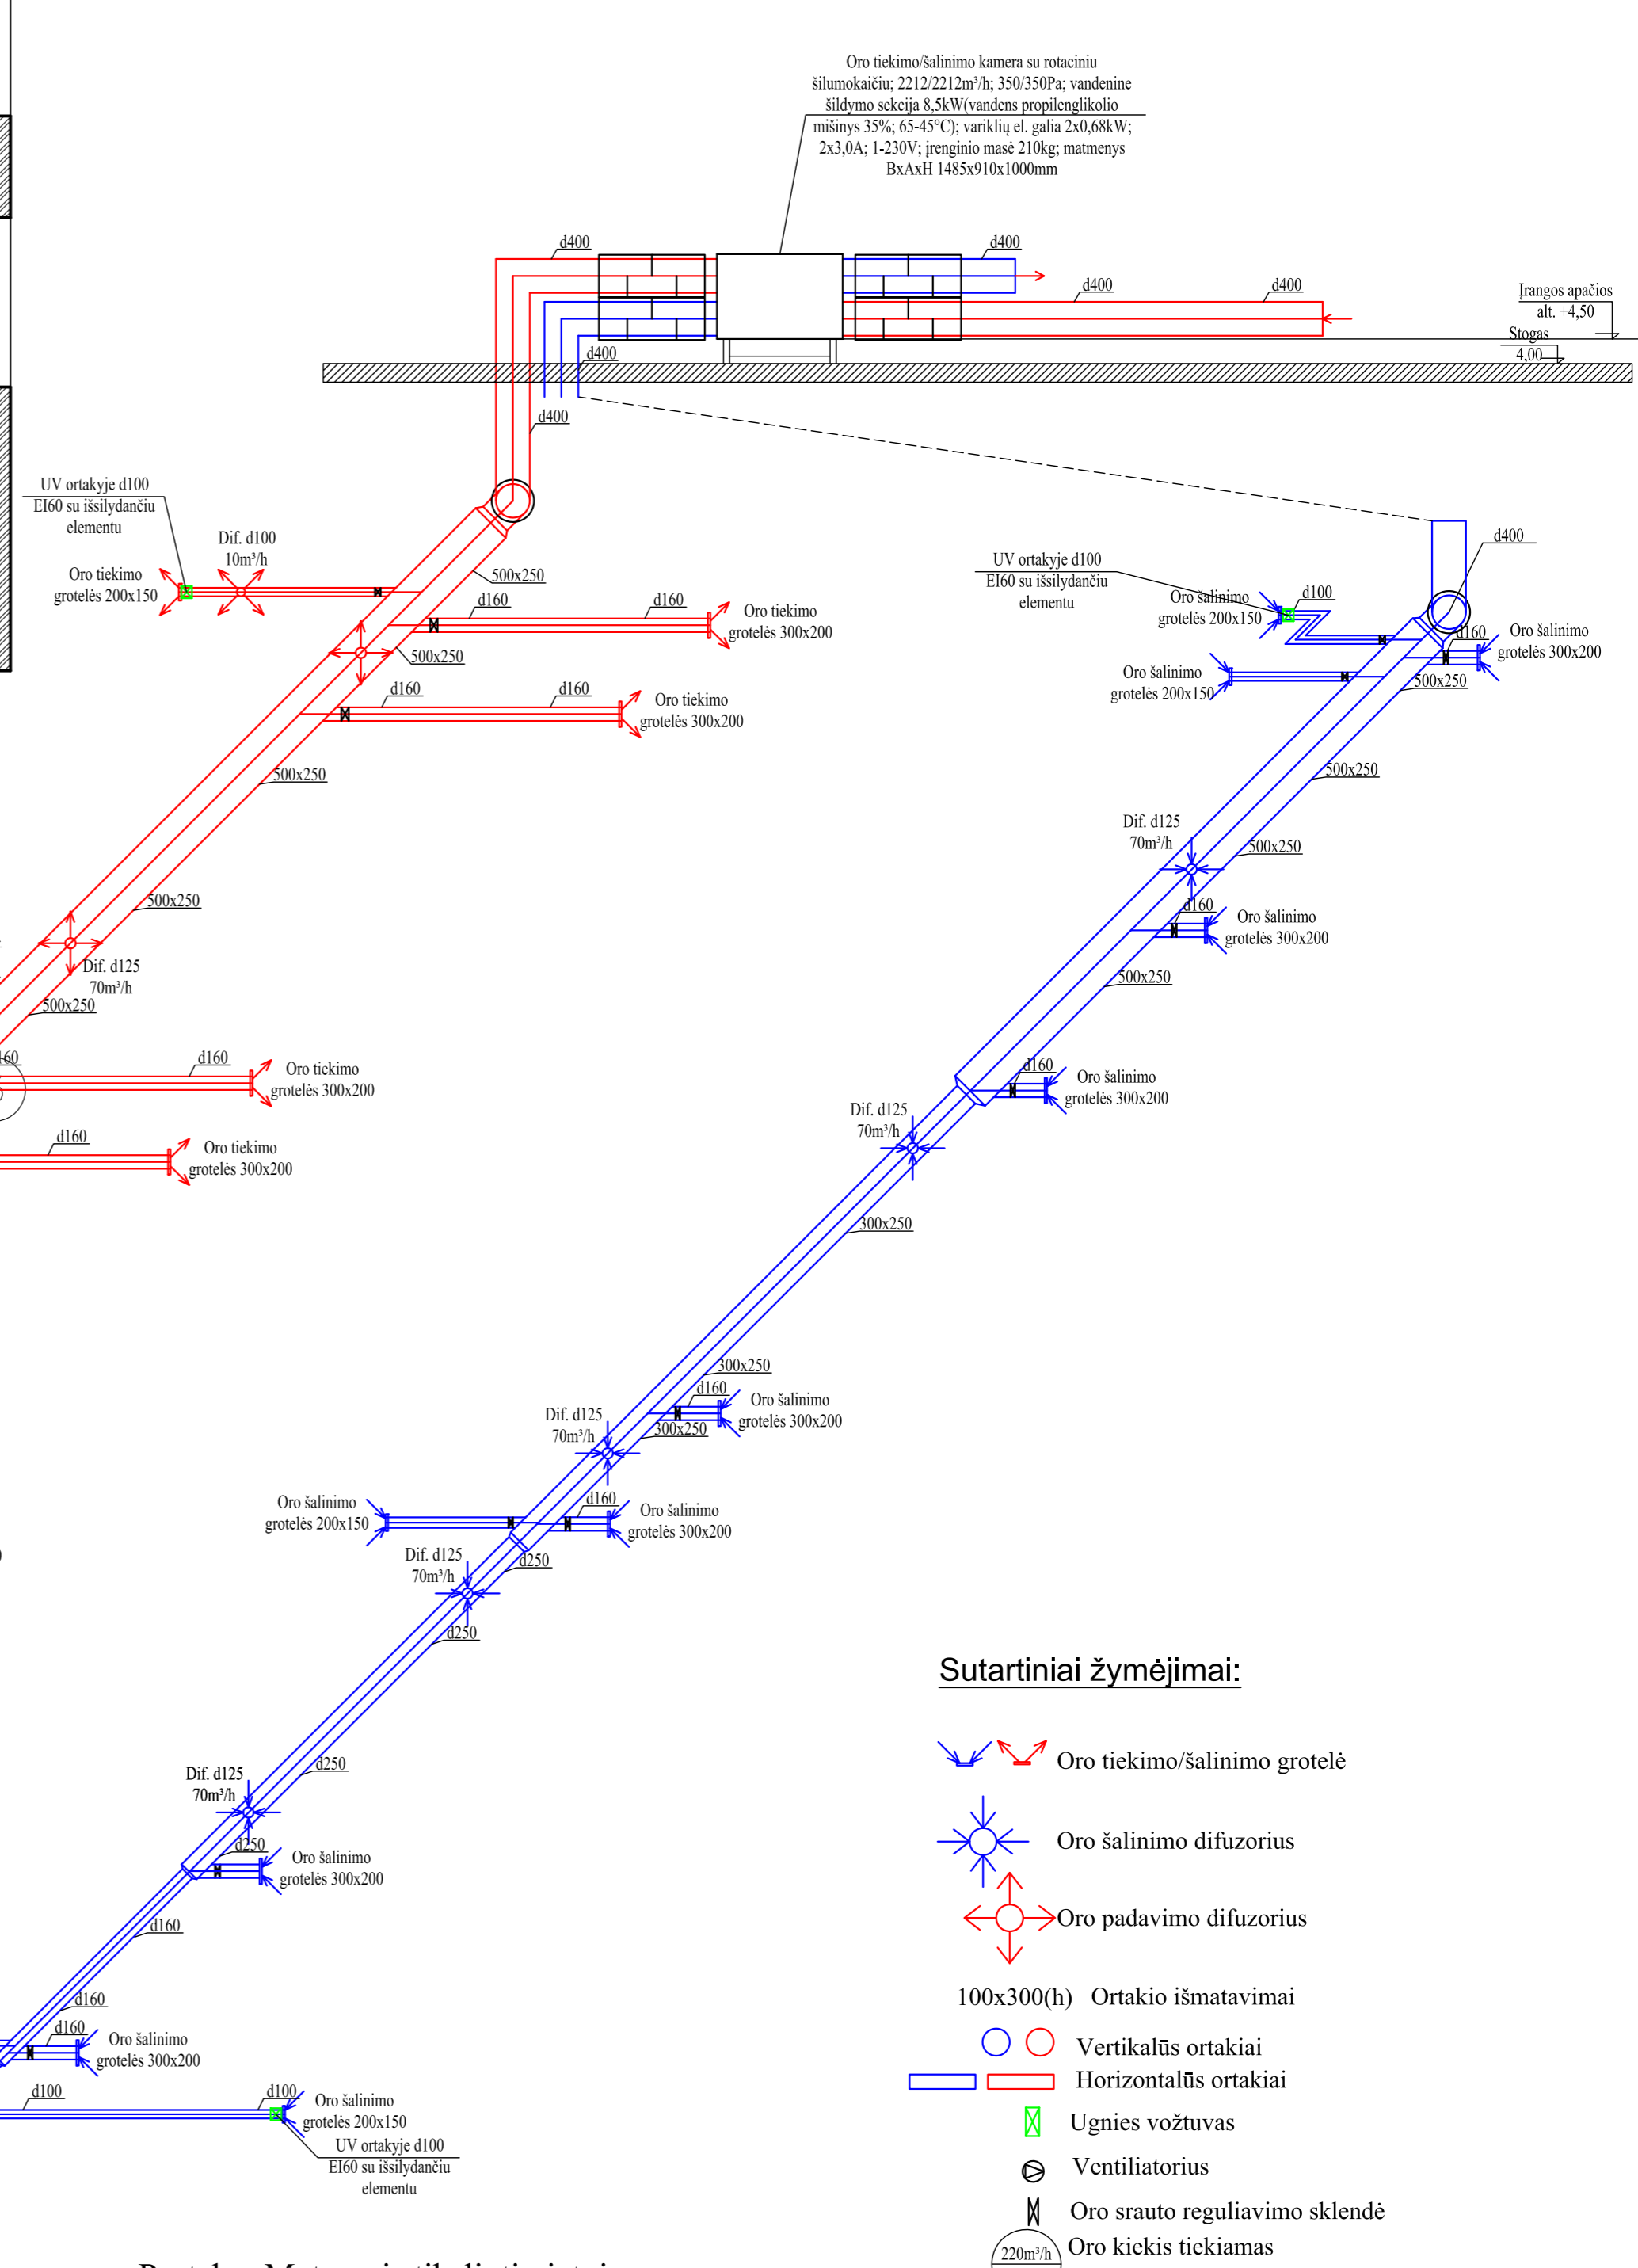 Oro tiekimo/šalinimo kamera su rotaciniu
šilumokaičiu; 2212/2212m³/h; 350/350Pa; vandenine
šildymo sekcija 8,5kW(vandens propilenglikolio
mišinys 35%; 65-45°C); variklių el. galia 2x0,68kW;
2x3,0A; 1-230V; įrenginio masė 210kg; matmenys
BxAxH 1485x910x1000mm
d400
d400
d400
d400
Įrangos apačios
alt. +4,50
Stogas
4,00
d400
d400
UV ortakyje d100
EI60 su išsilydančiu
elementu
Dif. d100
10m³/h
Oro tiekimo
grotelės 200x150
500x250
d160
d160
Oro tiekimo
grotelės 300x200
500x250
d160
d160
Oro tiekimo
grotelės 300x200
500x250
500x250
Dif. d125
70m³/h
500x250
160
d160
Oro tiekimo
grotelės 300x200
d160
Oro tiekimo
grotelės 300x200
d400
UV ortakyje d100
EI60 su išsilydančiu
elementu
Oro šalinimo
grotelės 200x150
d100
d160
Oro šalinimo
grotelės 300x200
Oro šalinimo
grotelės 200x150
500x250
500x250
Dif. d125
70m³/h
500x250
d160
Oro šalinimo
grotelės 300x200
500x250
d160
Oro šalinimo
grotelės 300x200
Dif. d125
70m³/h
300x250
300x250
d160
Oro šalinimo
grotelės 300x200
Dif. d125
70m³/h
300x250
d160
Oro šalinimo
grotelės 300x200
Oro šalinimo
grotelės 200x150
Dif. d125
70m³/h
d250
d250
d250
Dif. d125
70m³/h
d250
Oro šalinimo
grotelės 300x200
d160
d160
d160
Oro šalinimo
grotelės 300x200
d100
d100
Oro šalinimo
grotelės 200x150
UV ortakyje d100
EI60 su išsilydančiu
elementu
Sutartiniai žymėjimai:
Oro tiekimo/šalinimo grotelė
Oro šalinimo difuzorius
Oro padavimo difuzorius
100x300(h) Ortakio išmatavimai
Vertikalūs ortakiai
Horizontalūs ortakiai
Ugnies vožtuvas
Ventiliatorius
Oro srauto reguliavimo sklendė
220m³/h Oro kiekis tiekiamas